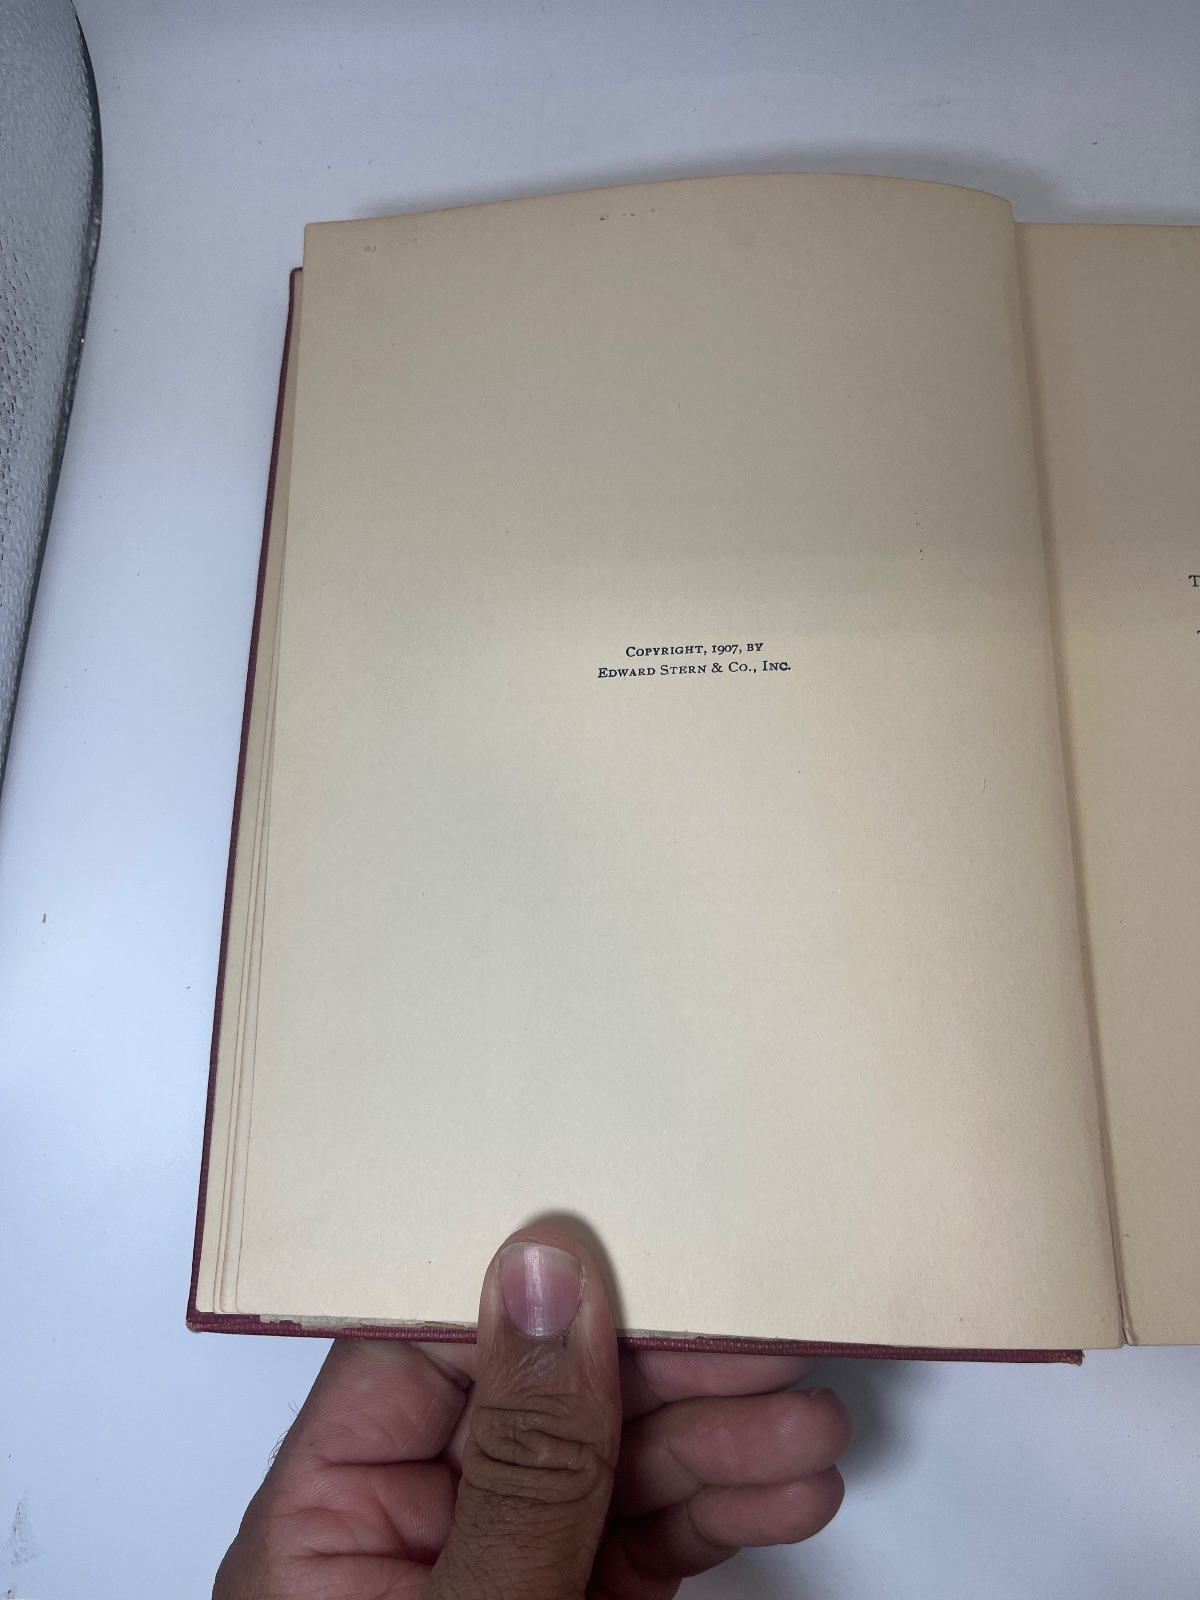 Copyright, 1907, by
Edward Stern & Co., Inc.